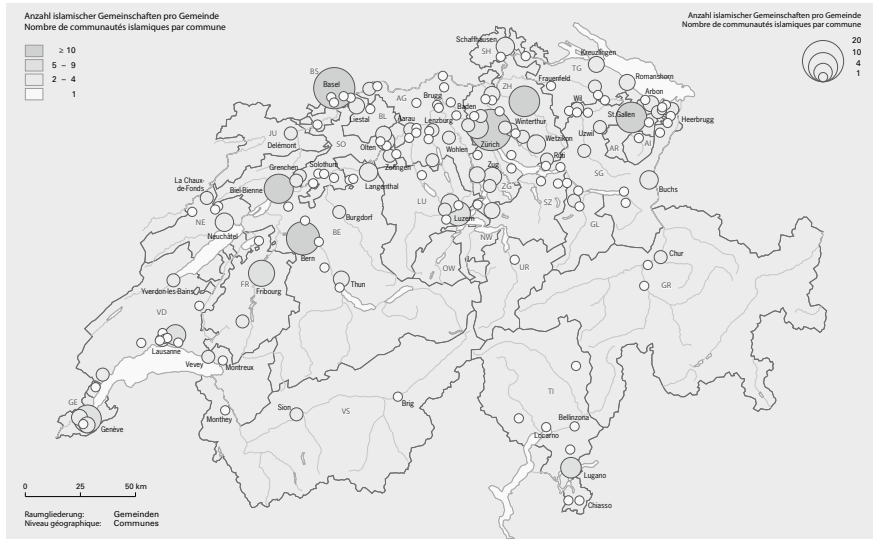 Anzahl islamischer Gemeinschaften pro Gemeinde
Nombre de communautés islamiques par commune
≥ 10
5 – 9
2 – 4
1
Anzahl islamischer Gemeinschaften pro Gemeinde
Nombre de communautés islamiques par commune
20
10
4
1
Schaffhausen
SH
Kreuzlingen
TG
BS
Basel
ZH
Frauenfeld
Romanshorn
AG
Brugg
Baden
Wil
Arbon
Liestal
BL
Aarau
Lenzburg
Winterthur
St.Gallen
Heerbrugg
JU
Delémont
SO
Olten
Wohlen
Zürich
Wetzikon
Uzwil
AR
AI
Zofingen
Rüti
Grenchen
Solothurn
Zug
SG
La Chaux-
de-Fonds
Biel-Bienne
Langenthal
ZG
Buchs
LU
SZ
NE
Neuchâtel
Burgdorf
BE
Luzern
GL
NW
Bern
OW
UR
Chur
GR
Yverdon-les-Bains
FR
Fribourg
Thun
VD
Lausanne
Vevey
Montreux
TI
GE
Genève
Monthey
Sion
VS
Brig
Bellinzona
Locarno
Lugano
Chiasso
0 25 50 km
Raumgliederung: Gemeinden
Niveau géographique: Communes